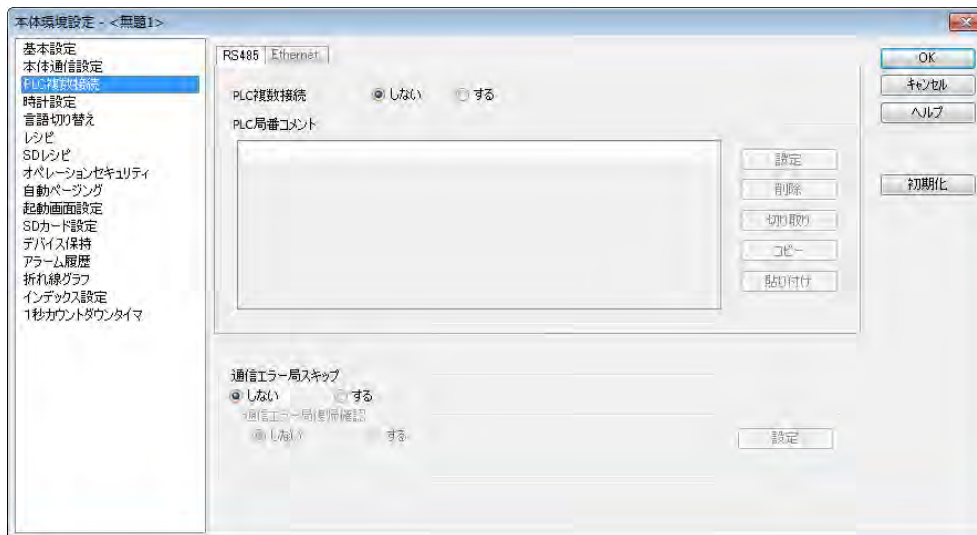 本体環境設定 - <無題1>
基本設定
本体通信設定
PLC複数接続
時計設定
言語切り替え
レシピ
SDレシピ
オペレーションセキュリティ
自動ページング
起動画面設定
SDカード設定
デバイス保持
アラーム履歴
折れ線グラフ
インデックス設定
1秒カウントダウンタイマ
RS485 Ethernet
PLC複数接続 しない する
PLC局番コメント
設定
削除
切り取り
コピー
貼り付け
通信エラー局スキップ
しない する
通信エラー局復帰確認
しない する
設定
OK
キャンセル
ヘルプ
初期化